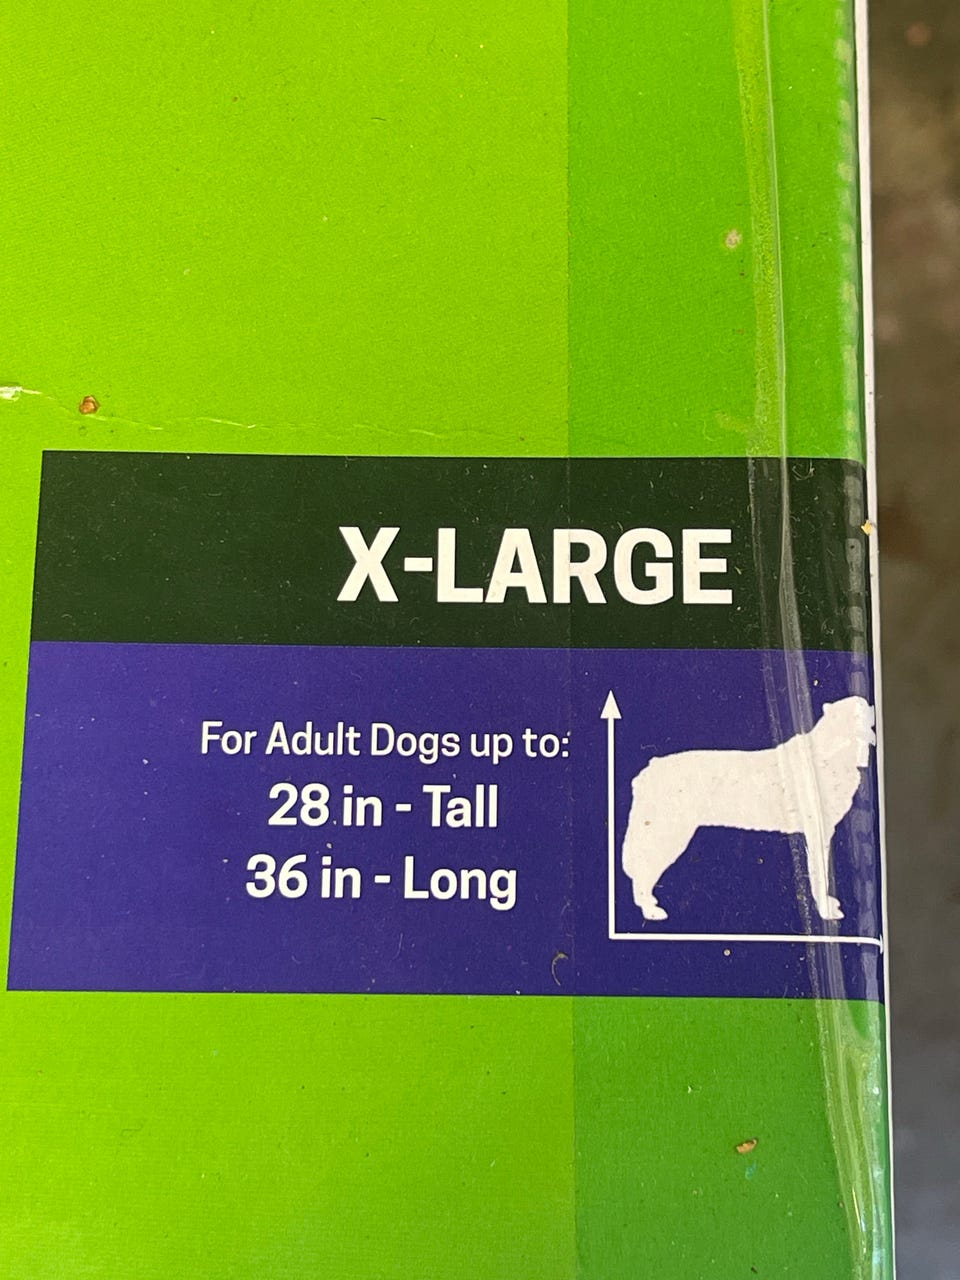 X-LARGE
For Adult Dogs up to:
28 in - Tall
36 in - Long